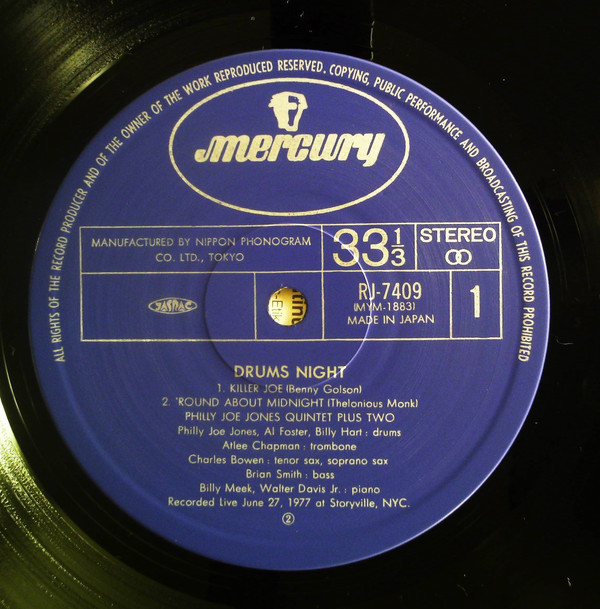 ALL RIGHTS OF THE RECORD PRODUCER AND OF THE OWNER OF THE WORK REPRODUCED RESERVED. COPYING, PUBLIC PERFORMANCE AND BROADCASTING OF THIS RECORD PROHIBITED
mercury
MANUFACTURED BY NIPPON PHONOGRAM
CO. LTD., TOKYO
33 1/3
STEREO
JASRAC
RJ-7409
(MYM-1883)
MADE IN JAPAN
1
DRUMS NIGHT
1. KILLER JOE (Benny Golson)
2. 'ROUND ABOUT MIDNIGHT (Thelonious Monk)
PHILLY JOE JONES QUINTET PLUS TWO
Philly Joe Jones, Al Foster, Billy Hart : drums
Atlee Chapman : trombone
Charles Bowen : tenor sax, soprano sax
Brian Smith : bass
Billy Meek, Walter Davis Jr. : piano
Recorded Live June 27, 1977 at Storyville, NYC.
②